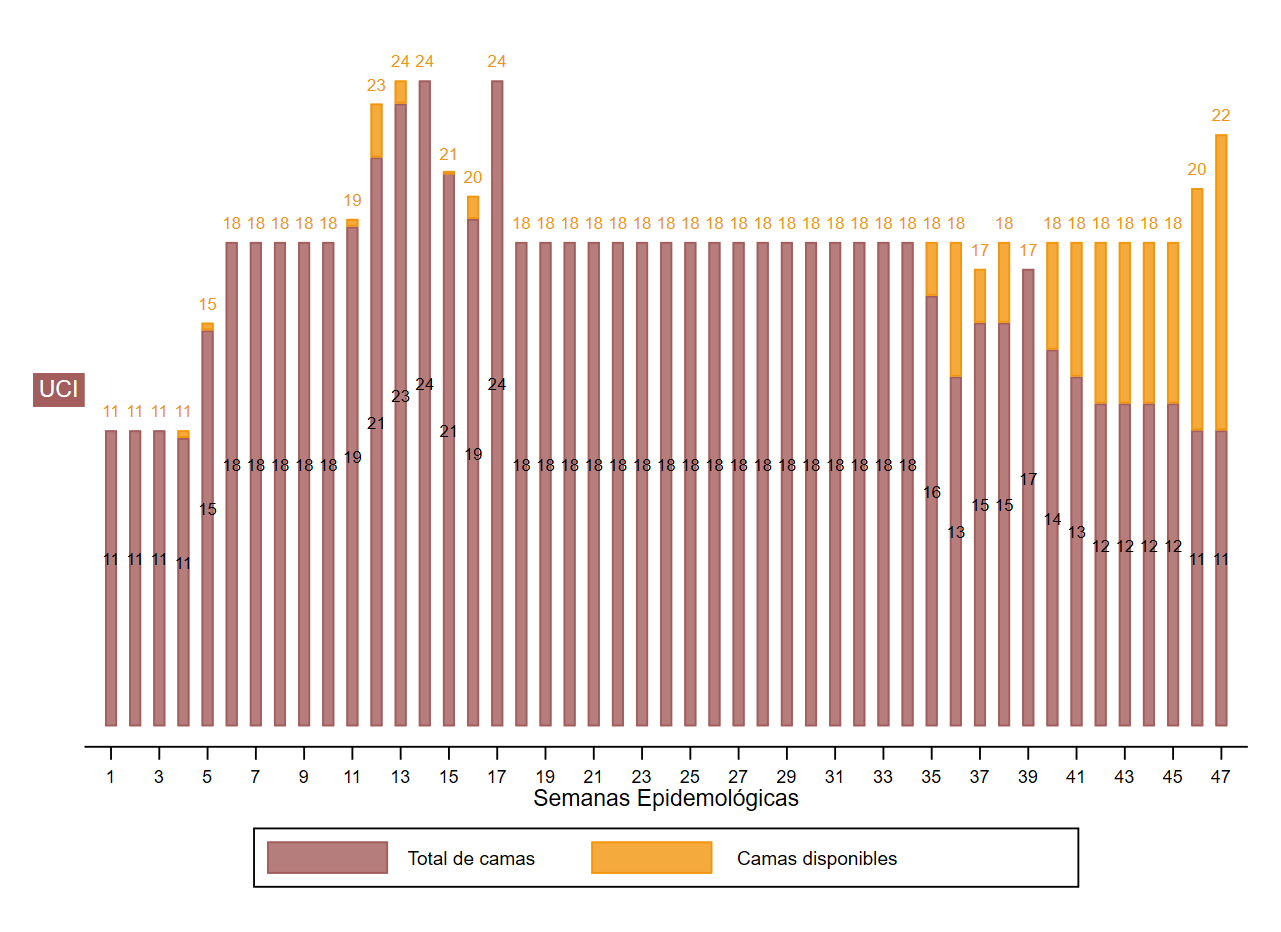 24 24 24
23
22
21
20 20
19
18 18 18 18 18 18 18 18 18 18 18 18 18 18 18 18 18 18 18 18 18 18 18 18 18 18 18 18 18 18 18 18 18
17 17
15
UCI
11 11 11 11
11 11 11 11 15 18 18 18 18 18 19 21 23 24 21 19 24 18 18 18 18 18 18 18 18 18 18 18 18 18 18 18 18 18 16 13 15 15 17 14 13 12 12 12 12 11 11
1 3 5 7 9 11 13 15 17 19 21 23 25 27 29 31 33 35 37 39 41 43 45 47
Semanas Epidemológicas
Total de camas Camas disponibles